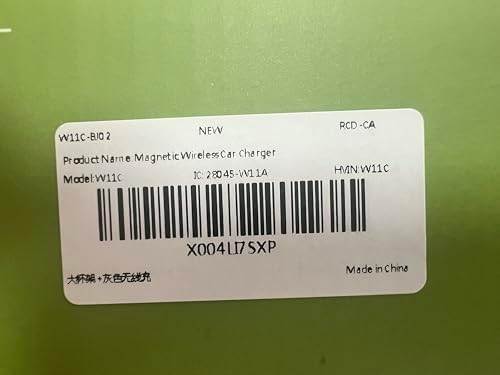 W11C-BJ02 NEW RCD-CA
Product Name: Magnetic Wireless Car Charger
Model:W11C IC: 28045-W11A HVIN:W11C
X004LI7SXP
大杯架+灰色无线充 Made in China